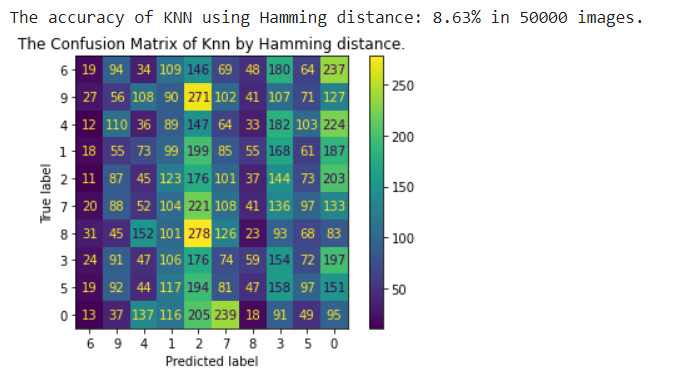 The accuracy of KNN using Hamming distance: 8.63% in 50000 images.
The Confusion Matrix of Knn by Hamming distance.
6 19 94 34 109 146 69 48 180 64 237
9 27 56 108 90 271 102 41 107 71 127
4 12 110 36 89 147 64 33 182 103 224
1 18 55 73 99 199 85 55 168 61 187
2 11 87 45 123 176 101 37 144 73 203
7 20 88 52 104 221 108 41 136 97 133
8 31 45 152 101 278 126 23 93 68 83
3 24 91 47 106 176 74 59 154 72 197
5 19 92 44 117 194 81 47 158 97 151
0 13 37 137 116 205 239 18 91 49 95
6 9 4 1 2 7 8 3 5 0
Predicted label
True label
250
200
150
100
50